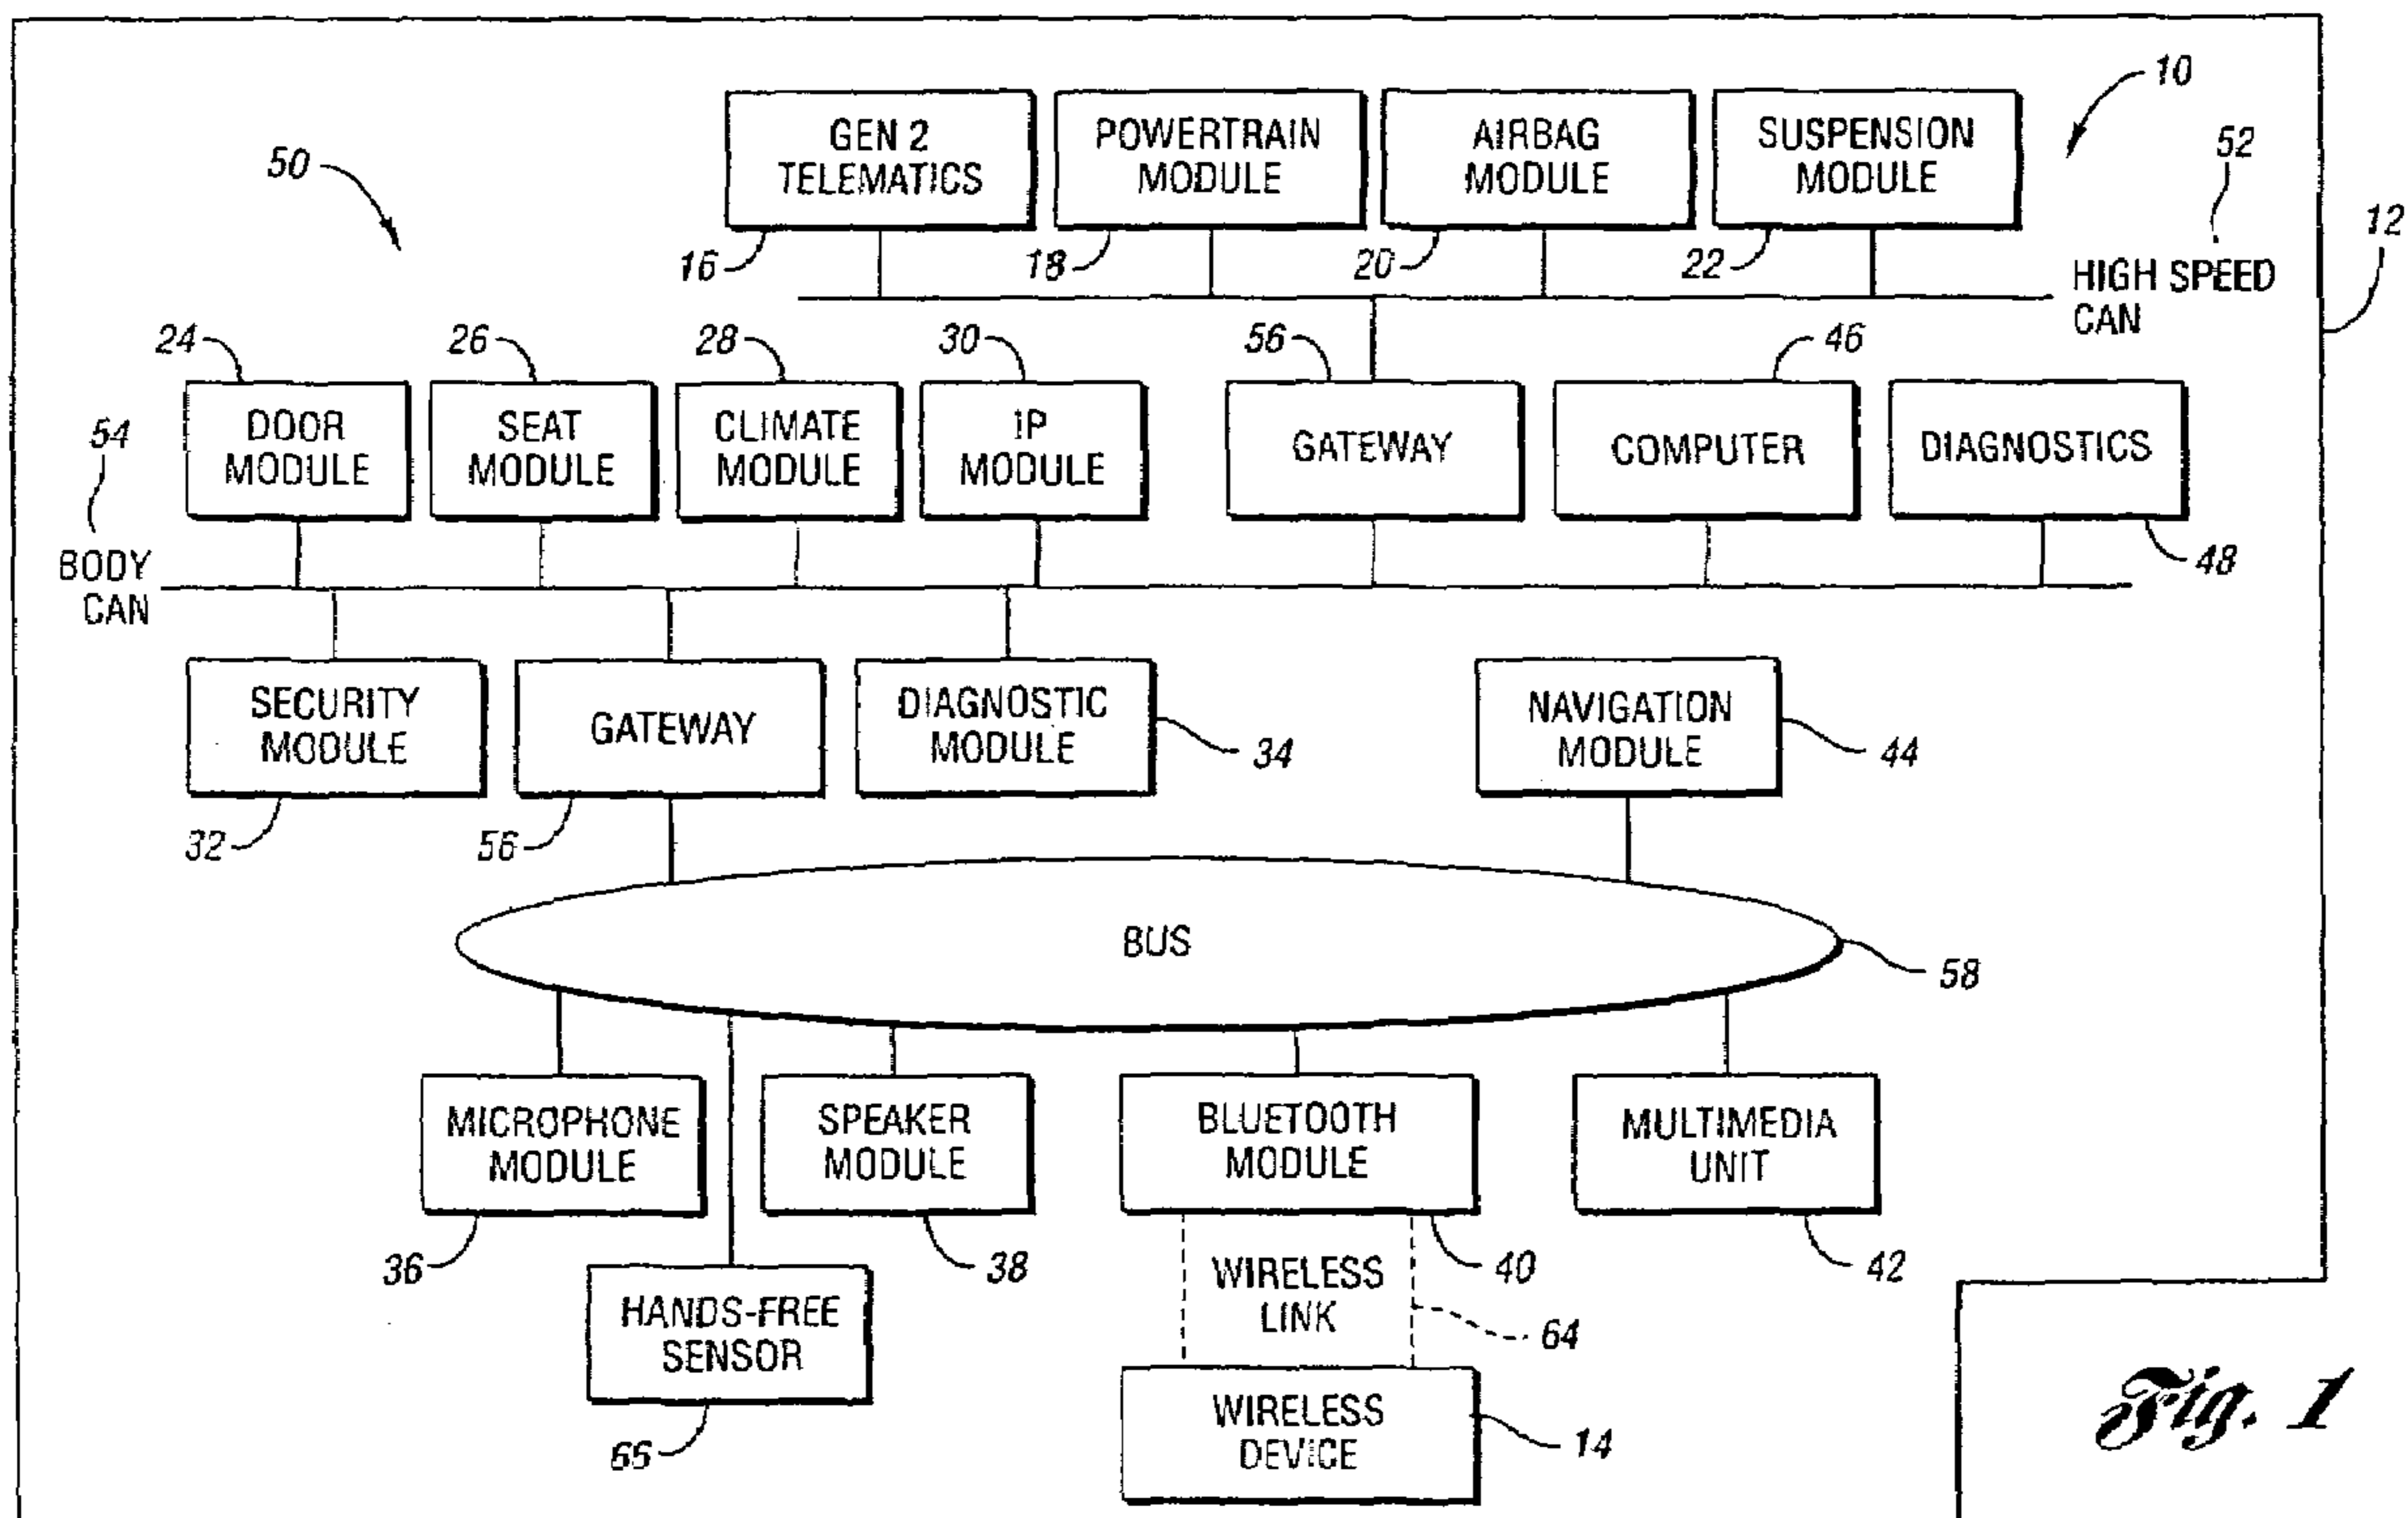 10
GEN 2
TELEMATICS
POWERTRAIN
MODULE
AIRBAG
MODULE
SUSPENSION
MODULE
50
52
12
16
18
20
22
HIGH SPEED
CAN
24
26
28
30
56
46
54
DOOR
MODULE
SEAT
MODULE
CLIMATE
MODULE
IP
MODULE
GATEWAY
COMPUTER
DIAGNOSTICS
48
BODY
CAN
SECURITY
MODULE
GATEWAY
DIAGNOSTIC
MODULE
34
NAVIGATION
MODULE
44
32
56
BUS
58
MICROPHONE
MODULE
SPEAKER
MODULE
BLUETOOTH
MODULE
MULTIMEDIA
UNIT
36
38
40
42
HANDS-FREE
SENSOR
WIRELESS
LINK
64
66
WIRELESS
DEVICE
14
Fig. 1